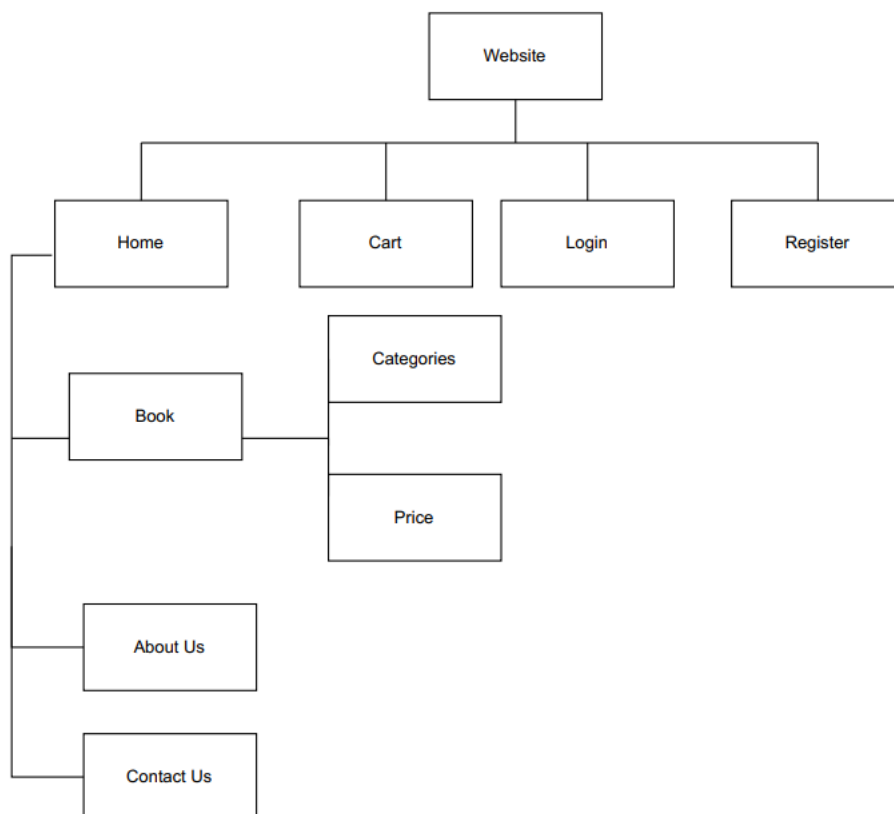 Website
Home
Cart
Login
Register
Categories
Book
Price
About Us
Contact Us